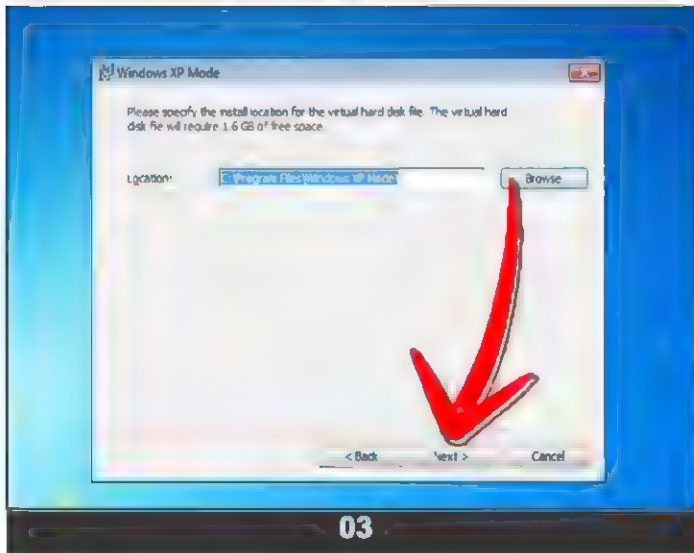 Windows XP Mode
Please specify the install location for the virtual hard disk file. The virtual hard
disk file will require 1.6 GB of free space.
Location:
C:\Program Files\Windows XP Mode\
Browse
< Back
Next >
Cancel
03